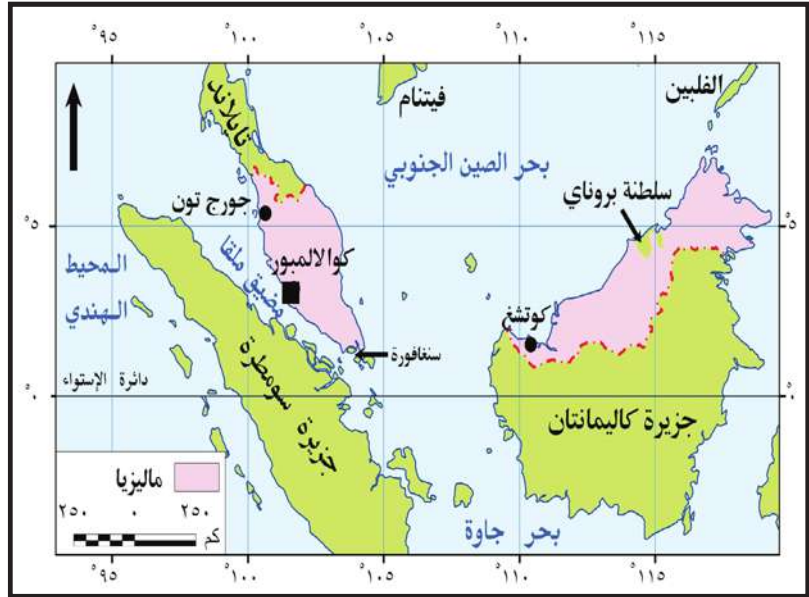 °٩٥ °١٠٠ °١٠٥ °١١٠ °١١٥
تايلاند
فيتنام
الفلبين
بحر الصين الجنوبي
سلطنة بروناي
جورج تون
°٥ °٥
كوالالمبور
مضيق ملقا
المحيط
الهندي
كوتشغ
سنغافورة
دائرة الإستواء
°٠ °٠
جزيرة سومطرة
جزيرة كاليمانتان
ماليزيا
٢٥٠ ٠ ٢٥٠
كم
بحر جاوة
°٩٥ °١٠٠ °١٠٥ °١١٠ °١١٥